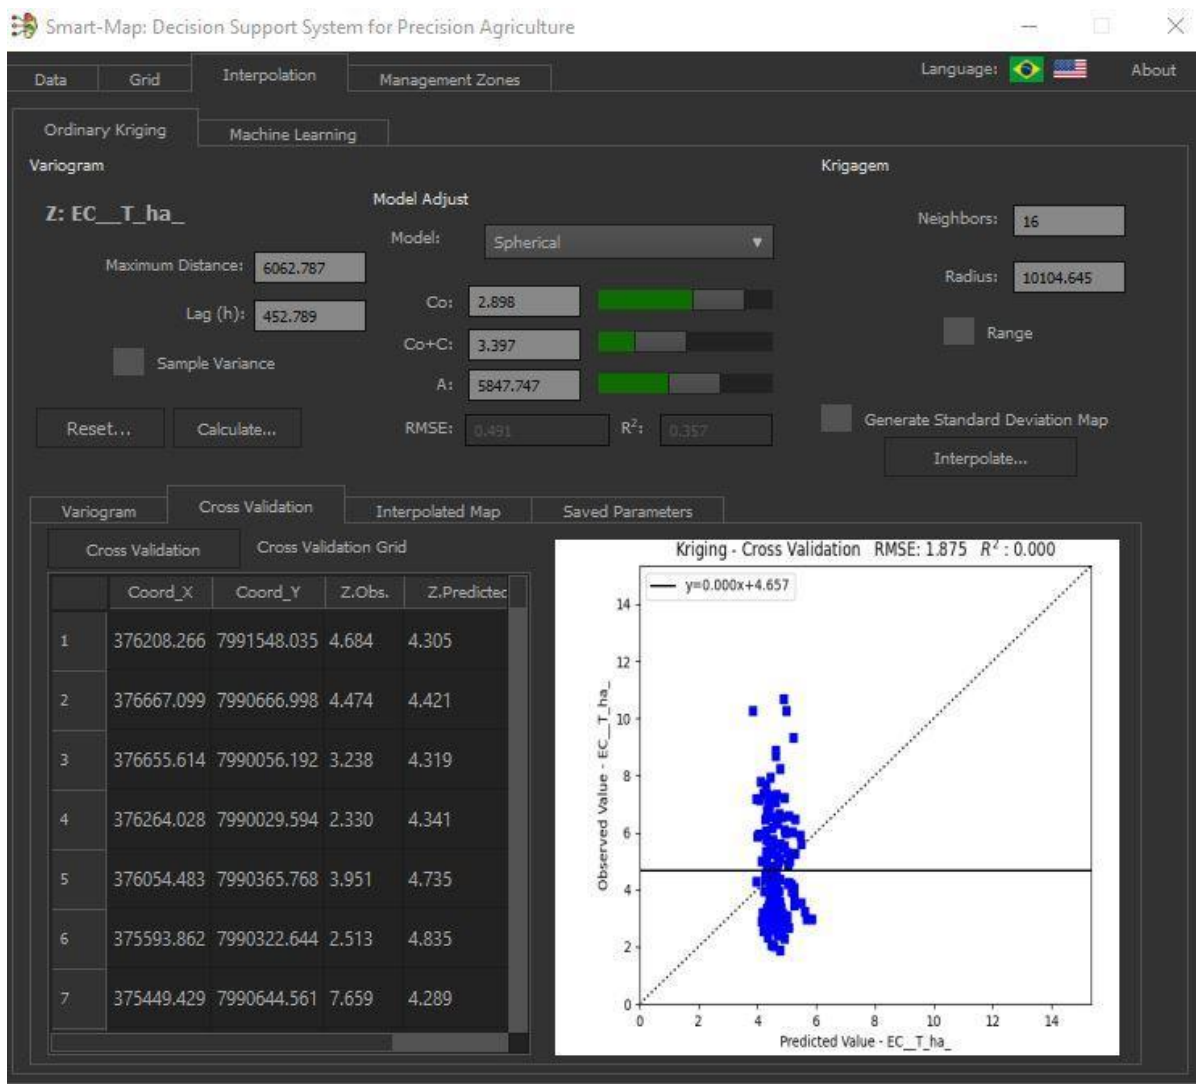 Smart-Map: Decision Support System for Precision Agriculture
Data Grid Interpolation Management Zones Language: About
Ordinary Kriging Machine Learning
Variogram Krigagem
Z: EC__T_ha_
Maximum Distance: 6062.787
Lag (h): 452.789
Sample Variance
Reset... Calculate...
Model Adjust
Model: Spherical
Co: 2.898
Co+C: 3.397
A: 5847.747
RMSE: 0.491 R²: 0.357
Neighbors: 16
Radius: 10104.645
Range
Generate Standard Deviation Map
Interpolate...
Variogram Cross Validation Interpolated Map Saved Parameters
Cross Validation Cross Validation Grid
Coord_X Coord_Y Z.Obs. Z.Predicted
1 376208.266 7991548.035 4.684 4.305
2 376667.099 7990666.998 4.474 4.421
3 376655.614 7990056.192 3.238 4.319
4 376264.028 7990029.594 2.330 4.341
5 376054.483 7990365.768 3.951 4.735
6 375593.862 7990322.644 2.513 4.835
7 375449.429 7990644.561 7.659 4.289
Kriging - Cross Validation RMSE: 1.875 R² : 0.000
y=0.000x+4.657
Observed Value - EC__T_ha_
14
12
10
8
6
4
2
0
0 2 4 6 8 10 12 14
Predicted Value - EC__T_ha_